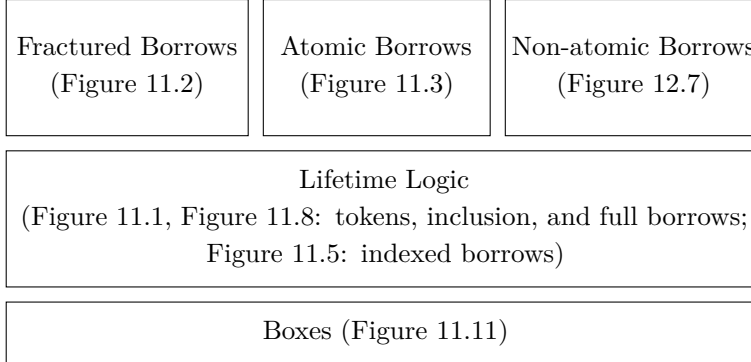 Fractured Borrows
(Figure 11.2)
Atomic Borrows
(Figure 11.3)
Non-atomic Borrows
(Figure 12.7)
Lifetime Logic
(Figure 11.1, Figure 11.8: tokens, inclusion, and full borrows;
Figure 11.5: indexed borrows)
Boxes (Figure 11.11)